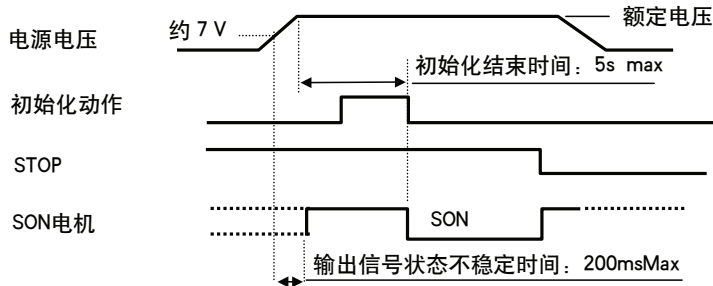 额定电压
约 7 V
电源电压
初始化结束时间：5s max
初始化动作
STOP
SON电机
SON
输出信号状态不稳定时间：200msMax